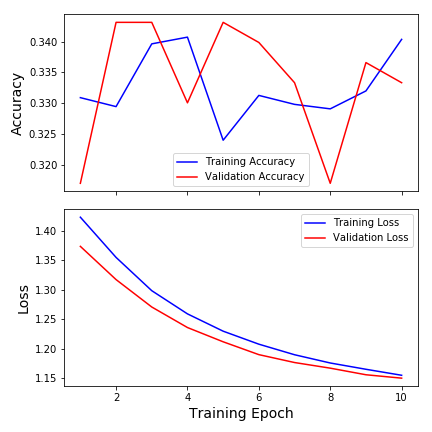 0.340
0.335
0.330
0.325
0.320
Accuracy
Training Accuracy
Validation Accuracy
1.40
1.35
1.30
1.25
1.20
1.15
Loss
Training Loss
Validation Loss
2 4 6 8 10
Training Epoch